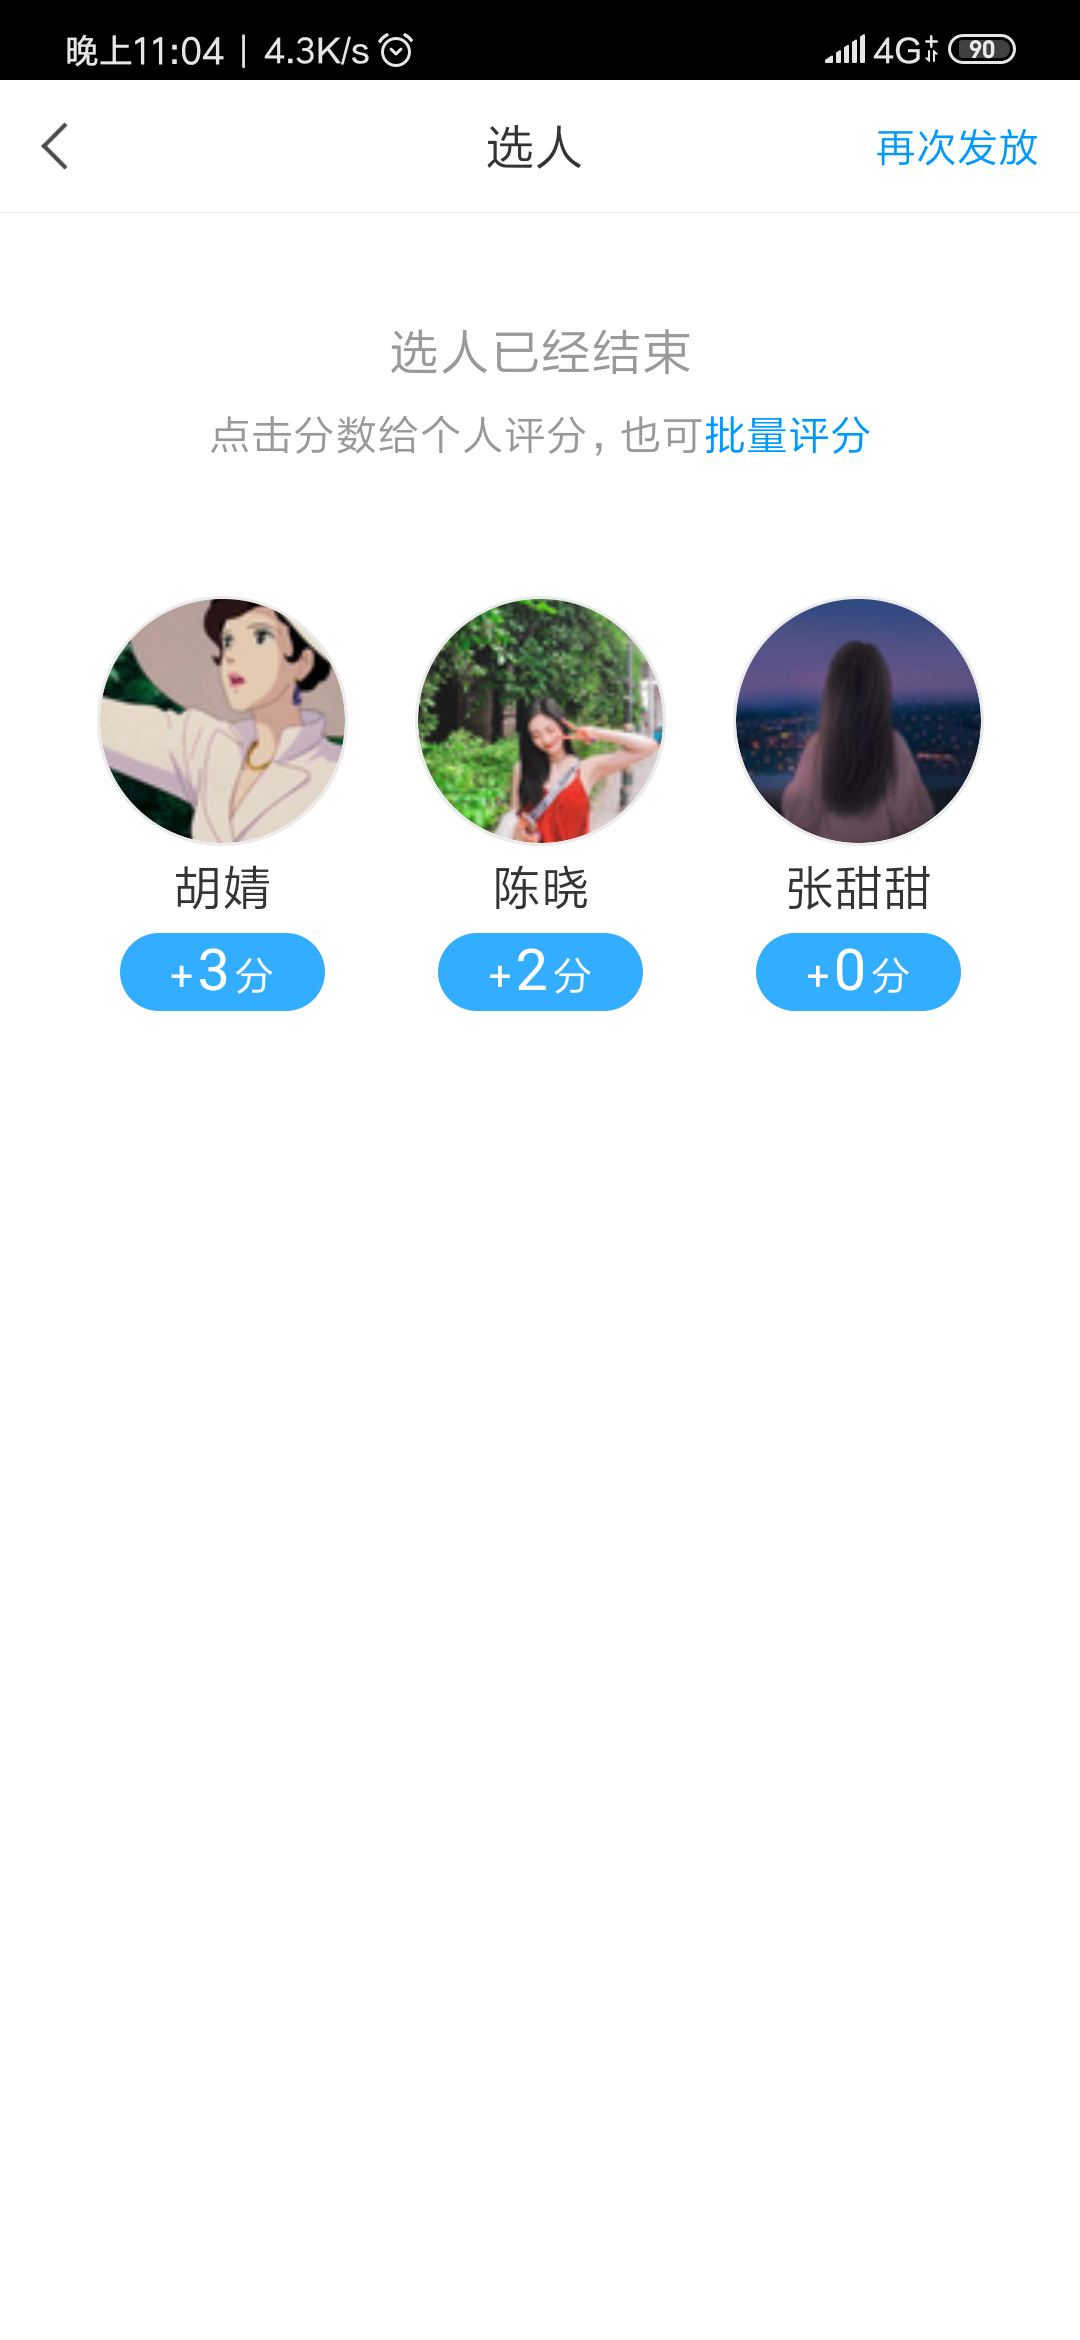 晚上11:04 | 4.3K/s 4G 90
选人 再次发放
选人已经结束
点击分数给个人评分, 也可批量评分
胡婧 陈晓 张甜甜
+3分 +2分 +0分